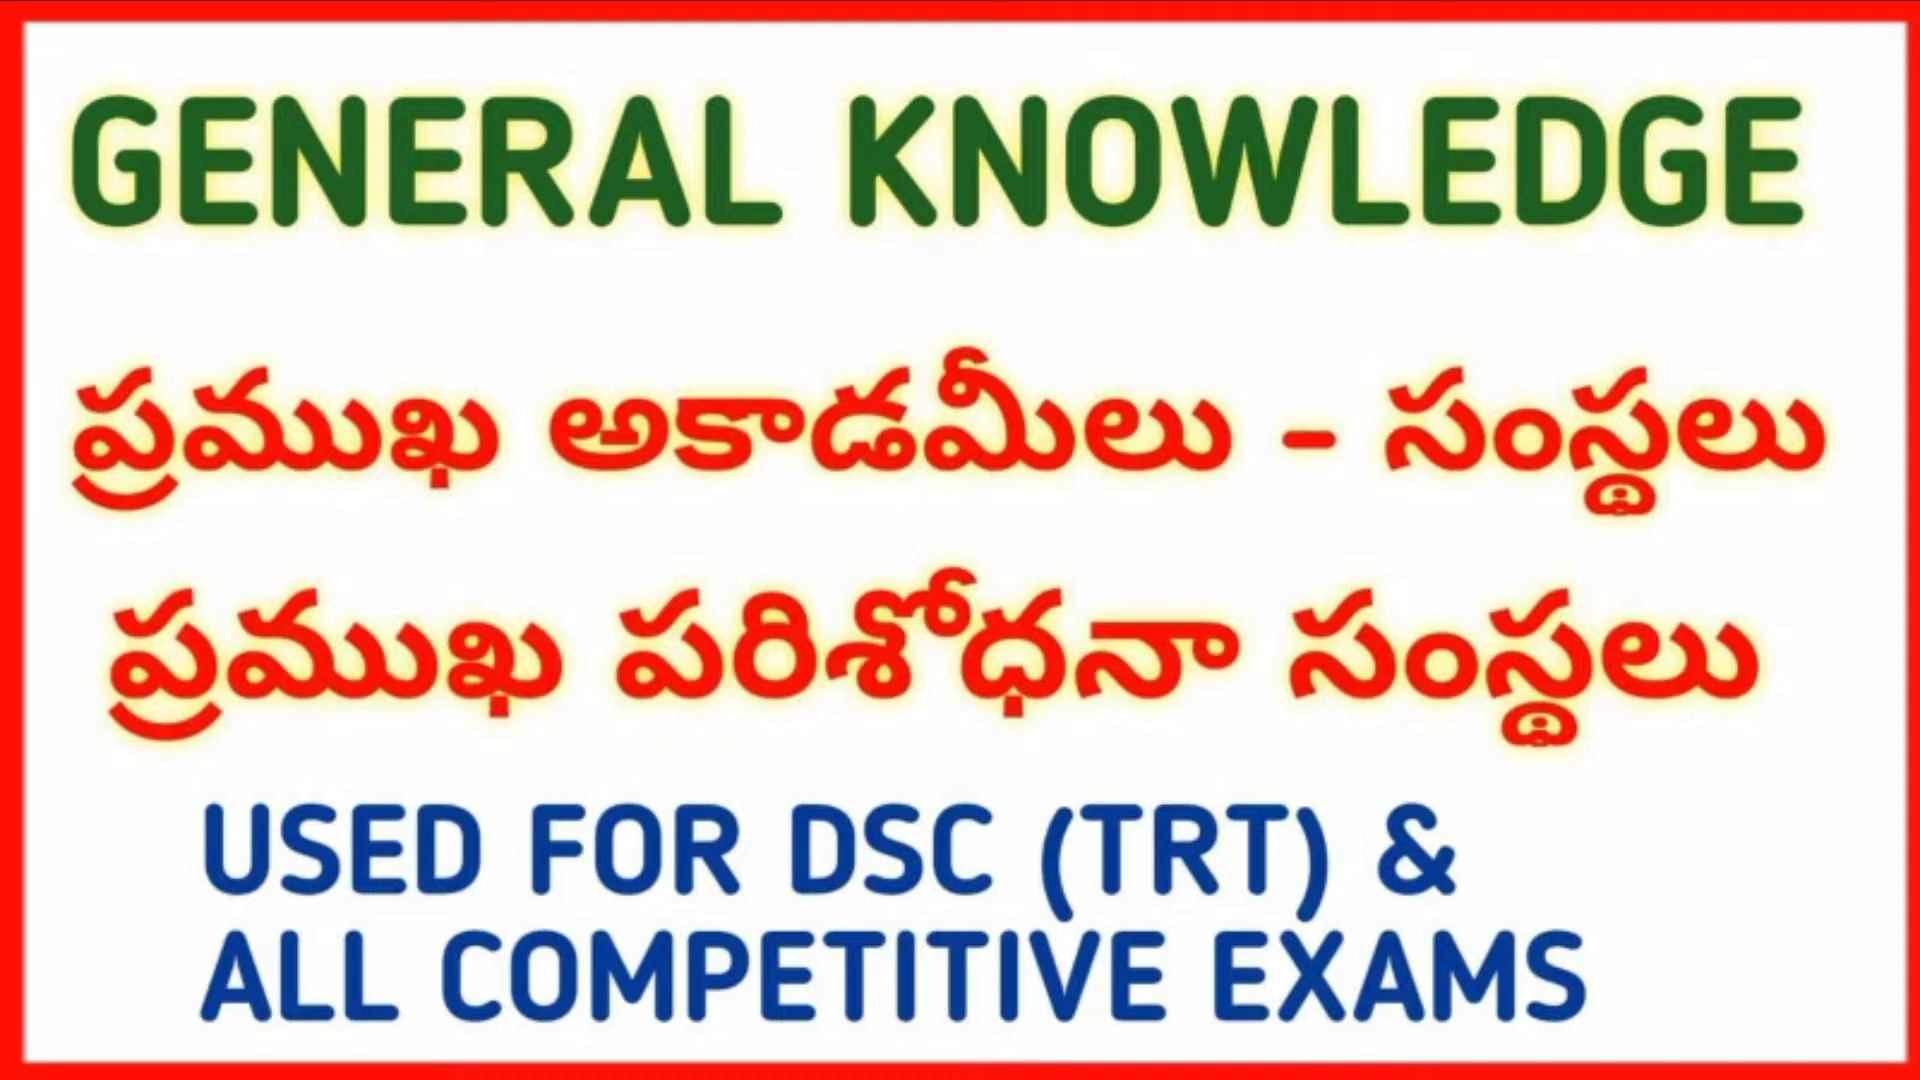 GENERAL KNOWLEDGE
ప్రముఖ అకాడమీలు - సంస్థలు
ప్రముఖ పరిశోధనా సంస్థలు
USED FOR DSC (TRT) &
ALL COMPETITIVE EXAMS